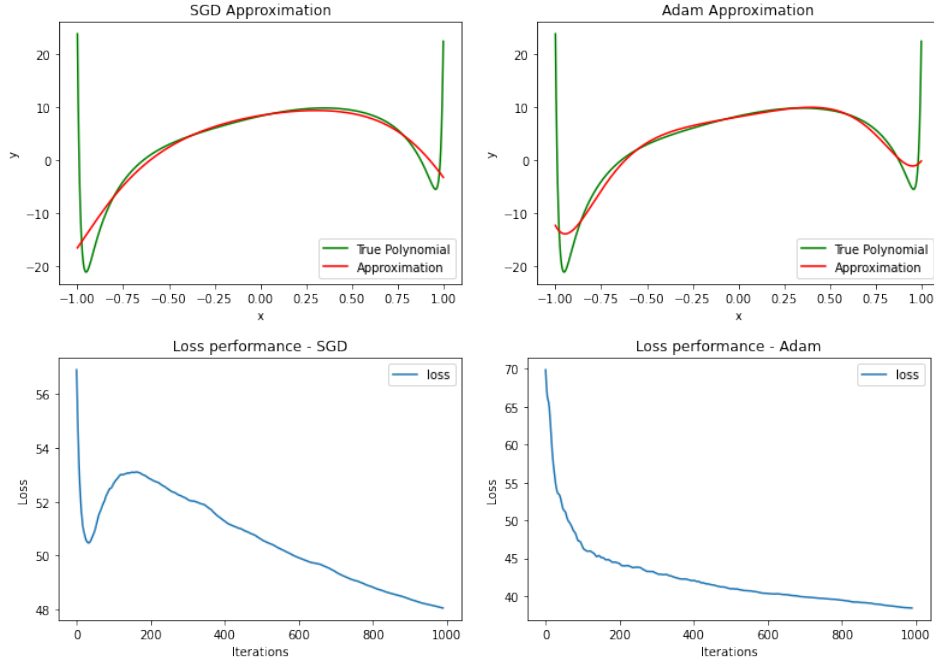 SGD Approximation
20
10
0
−10
−20
y
True Polynomial
Approximation
−1.00 −0.75 −0.50 −0.25 0.00 0.25 0.50 0.75 1.00
x
Adam Approximation
20
10
0
−10
−20
y
True Polynomial
Approximation
−1.00 −0.75 −0.50 −0.25 0.00 0.25 0.50 0.75 1.00
x
Loss performance - SGD
loss
56
54
52
50
48
Loss
0 200 400 600 800 1000
Iterations
Loss performance - Adam
loss
70
65
60
55
50
45
40
Loss
0 200 400 600 800 1000
Iterations